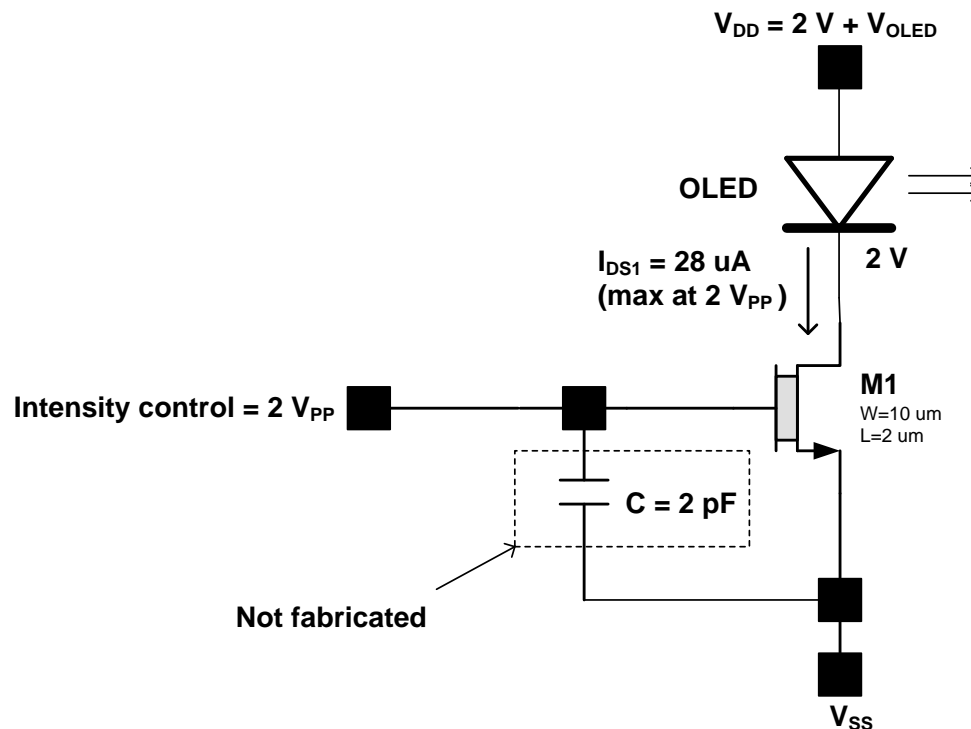 V_DD = 2 V + V_OLED
OLED
2 V
I_DS1 = 28 uA
(max at 2 V_PP )
M1
W=10 um
L=2 um
Intensity control = 2 V_PP
C = 2 pF
Not fabricated
V_SS